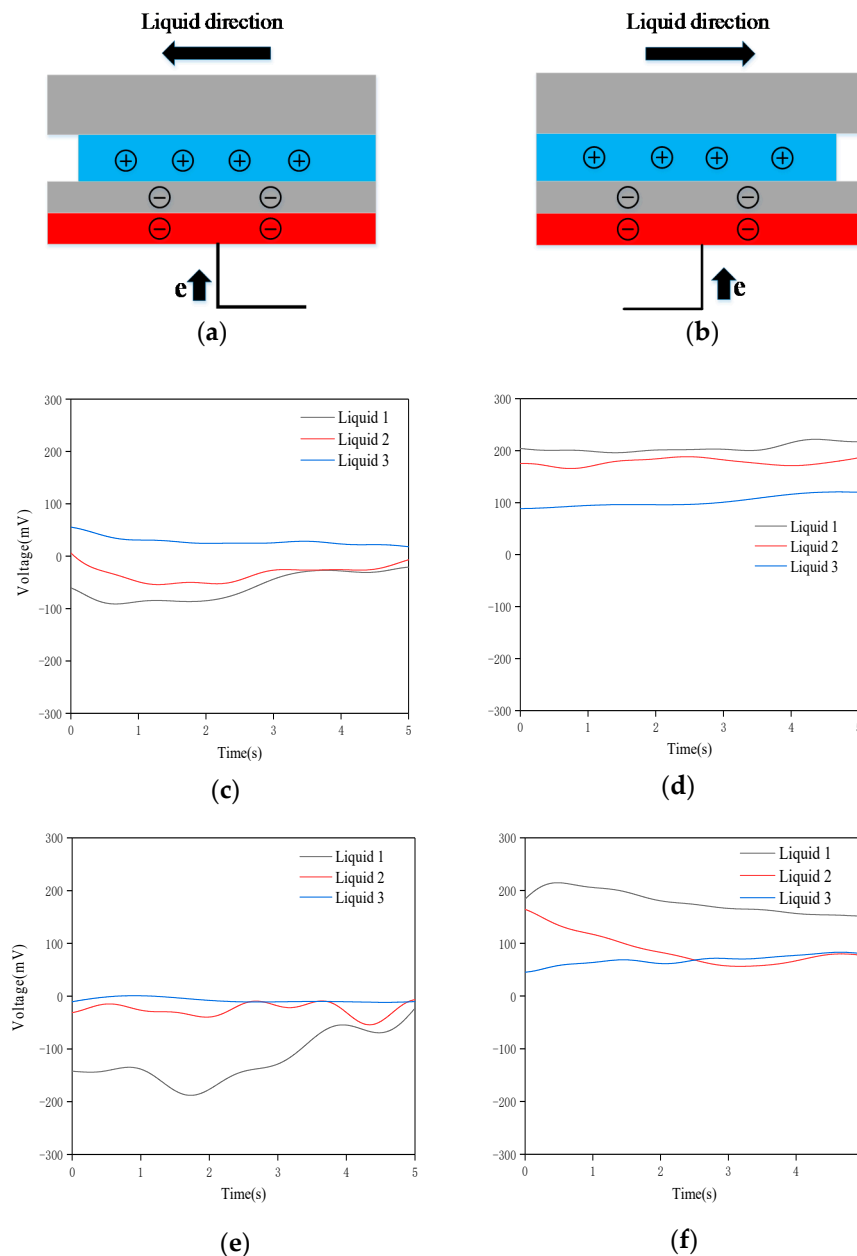 Liquid direction
Liquid direction
+ + + +
+ + + +
− −
− −
− −
− −
e
e
(a)
(b)
300
200
100
0
−100
−200
−300
Voltage(mV)
Liquid 1
Liquid 2
Liquid 3
0 1 2 3 4 5
Time(s)
(c)
300
200
100
0
−100
−200
−300
Liquid 1
Liquid 2
Liquid 3
0 1 2 3 4
Time(s)
(d)
300
200
100
0
−100
−200
−300
Voltage(mV)
Liquid 1
Liquid 2
Liquid 3
0 1 2 3 4 5
Time(s)
(e)
300
200
100
0
−100
−200
−300
Liquid 1
Liquid 2
Liquid 3
0 1 2 3 4
Time(s)
(f)